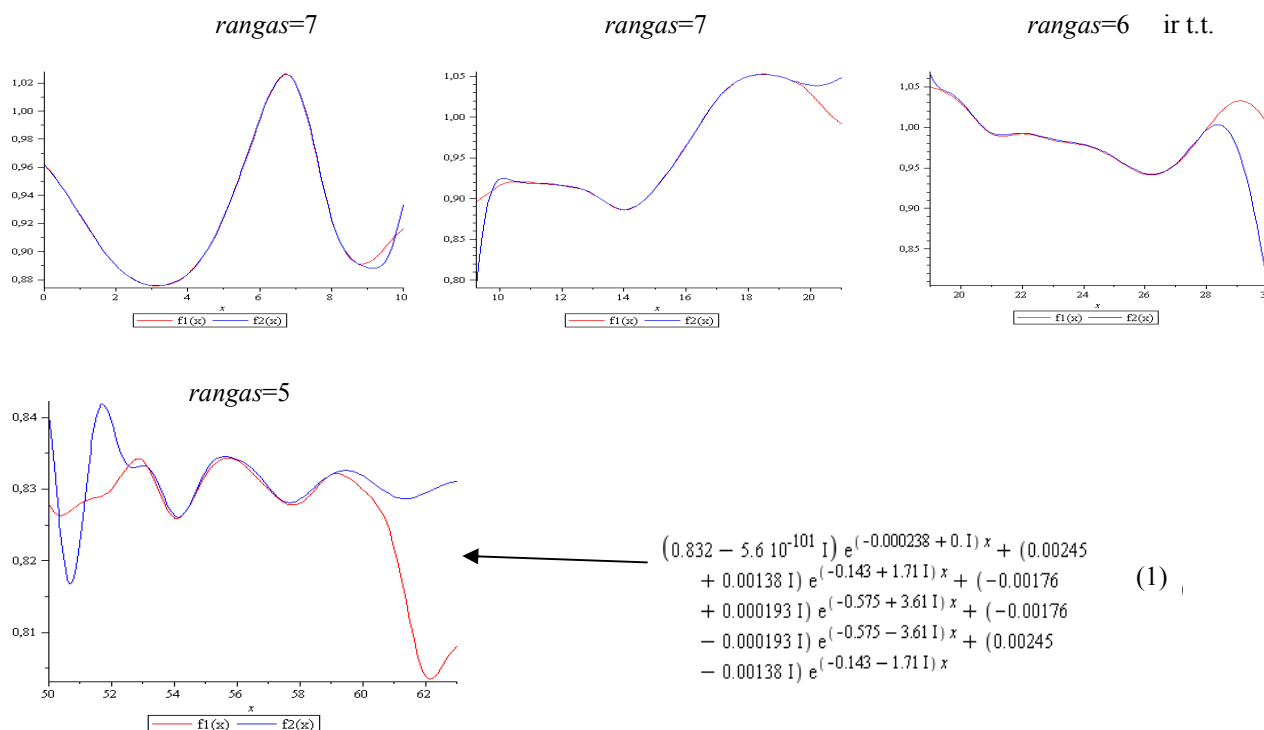 rangas=7
rangas=7
rangas=6 ir t.t.
1,02
1,00
0,98
0,96
0,94
0,92
0,90
0,88
0 2 4 6 8 10
x
f1(x) f2(x)
1,05
1,00
0,95
0,90
0,85
0,80
10 12 14 16 18 20
x
f1(x) f2(x)
1,05
1,00
0,95
0,90
0,85
20 22 24 26 28 30
x
f1(x) f2(x)
rangas=5
0,84
0,83
0,82
0,81
50 52 54 56 58 60 62
x
f1(x) f2(x)
(0.832 − 5.6 10^-101 I) e^(-0.000238 + 0. I) x + (0.00245
+ 0.00138 I) e^(-0.143 + 1.71 I) x + (-0.00176
+ 0.000193 I) e^(-0.575 + 3.61 I) x + (-0.00176
− 0.000193 I) e^(-0.575 − 3.61 I) x + (0.00245
− 0.00138 I) e^(-0.143 − 1.71 I) x
(1)